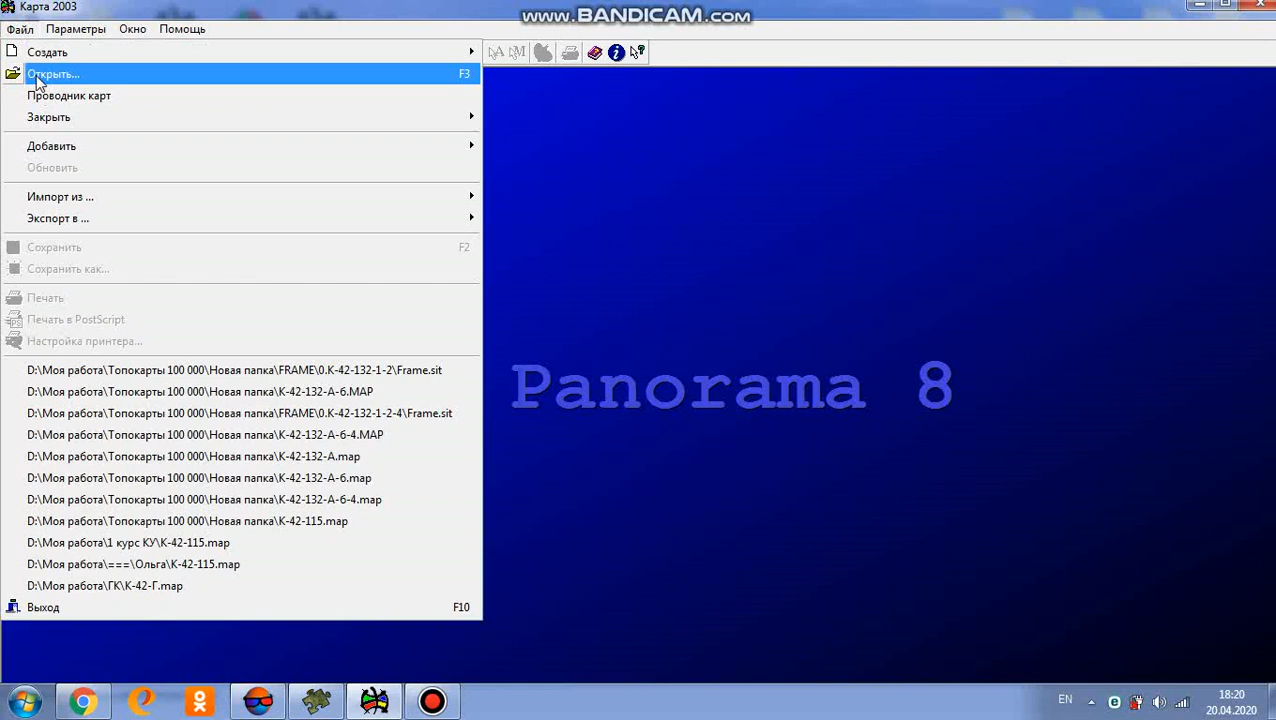 www.BANDICAM.com
Карта 2003
Файл Параметры Окно Помощь
Создать
Открыть... F3
Проводник карт
Закрыть
Добавить
Обновить
Импорт из ...
Экспорт в ...
Сохранить F2
Сохранить как...
Печать
Печать в PostScript
Настройка принтера...
D:\Моя работа\Топокарты 100 000\Новая папка\FRAME\0.K-42-132-1-2\Frame.sit
D:\Моя работа\Топокарты 100 000\Новая папка\К-42-132-А-6.MAP
D:\Моя работа\Топокарты 100 000\Новая папка\FRAME\0.K-42-132-1-2-4\Frame.sit
D:\Моя работа\Топокарты 100 000\Новая папка\К-42-132-А-6-4.MAP
D:\Моя работа\Топокарты 100 000\Новая папка\К-42-132-А.map
D:\Моя работа\Топокарты 100 000\Новая папка\К-42-132-А-6.map
D:\Моя работа\Топокарты 100 000\Новая папка\К-42-132-А-6-4.map
D:\Моя работа\Топокарты 100 000\Новая папка\К-42-115.map
D:\Моя работа\1 курс КУ\К-42-115.map
D:\Моя работа\===\Ольга\К-42-115.map
D:\Моя работа\ГК\К-42-Г.map
Выход F10
Panorama 8
EN
18:20
20.04.2020